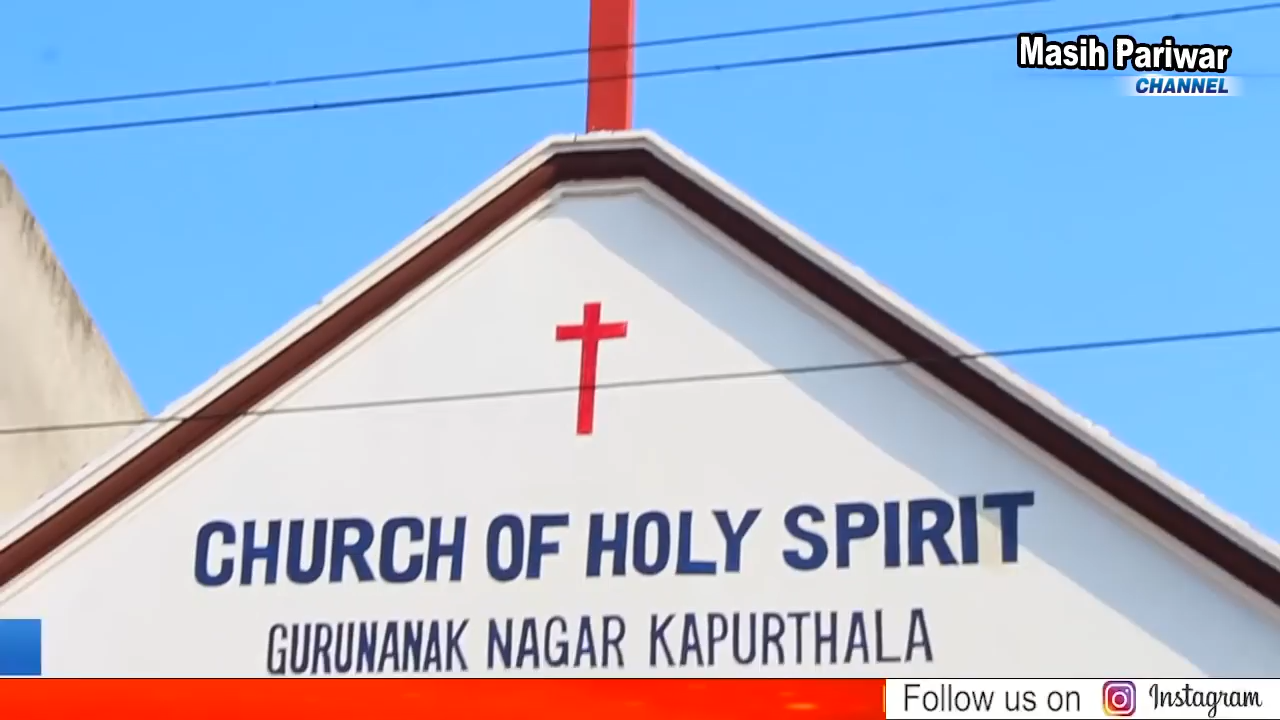 Masih Pariwar
CHANNEL
CHURCH OF HOLY SPIRIT
GURUNANAK NAGAR KAPURTHALA
Follow us on Instagram